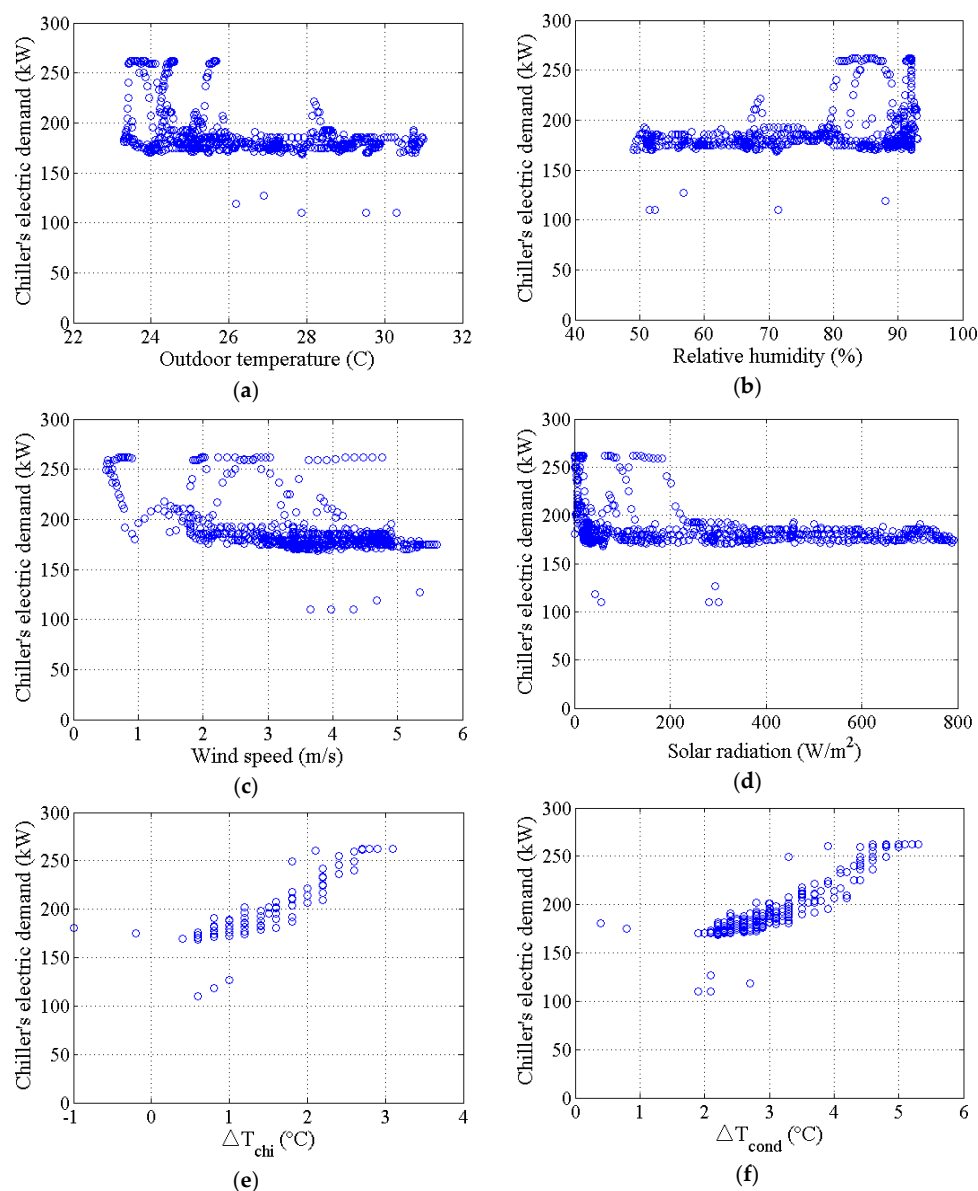 300
250
200
150
100
50
0
Chiller's electric demand (kW)
22 24 26 28 30 32
Outdoor temperature (C)
(a)
300
250
200
150
100
50
0
Chiller's electric demand (kW)
40 50 60 70 80 90 100
Relative humidity (%)
(b)
300
250
200
150
100
50
0
Chiller's electric demand (kW)
0 1 2 3 4 5 6
Wind speed (m/s)
(c)
300
250
200
150
100
50
0
Chiller's electric demand (kW)
0 200 400 600 800
Solar radiation (W/m²)
(d)
300
250
200
150
100
50
0
Chiller's electric demand (kW)
-1 0 1 2 3 4
△Tchi (°C)
(e)
300
250
200
150
100
50
0
Chiller's electric demand (kW)
0 1 2 3 4 5 6
△Tcond (°C)
(f)